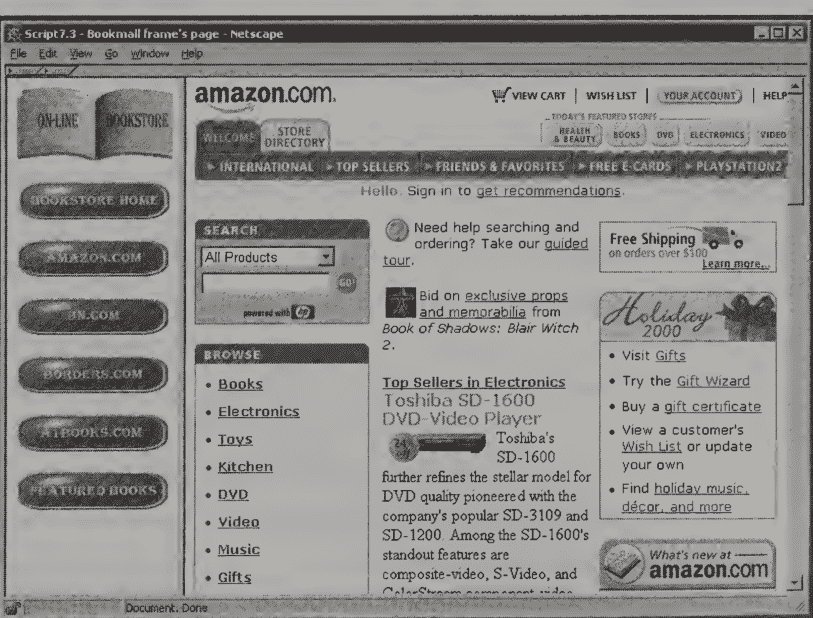 Script7.3 - Bookmall frame's page - Netscape
File Edit View Go Window Help
ON-LINE BOOKSTORE
BOOKSTORE HOME
AMAZON.COM
BN.COM
BORDERS.COM
A1BOOKS.COM
FEATURED BOOKS
amazon.com.
VIEW CART | WISH LIST | YOUR ACCOUNT | HELP
WELCOME
STORE
DIRECTORY
TODAY'S FEATURED STORES
HEALTH
& BEAUTY
BOOKS
DVD
ELECTRONICS
VIDEO
INTERNATIONAL TOP SELLERS FRIENDS & FAVORITES FREE E-CARDS PLAYSTATION2
Hello. Sign in to get recommendations.
SEARCH
All Products
GO!
powered with hp
BROWSE
• Books
• Electronics
• Toys
• Kitchen
• DVD
• Video
• Music
• Gifts
? Need help searching and
ordering? Take our guided
tour.
Bid on exclusive props
and memorabilia from
Book of Shadows: Blair Witch
2.
Top Sellers in Electronics
Toshiba SD-1600
DVD-Video Player
Toshiba's
SD-1600
further refines the stellar model for
DVD quality pioneered with the
company's popular SD-3109 and
SD-1200. Among the SD-1600's
standout features are
composite-video, S-Video, and
ColorStream component video
Free Shipping
on orders over $100
Learn more...
Holiday
2000
• Visit Gifts
• Try the Gift Wizard
• Buy a gift certificate
• View a customer's
Wish List or update
your own
• Find holiday music,
décor, and more
What's new at
amazon.com
Document. Done